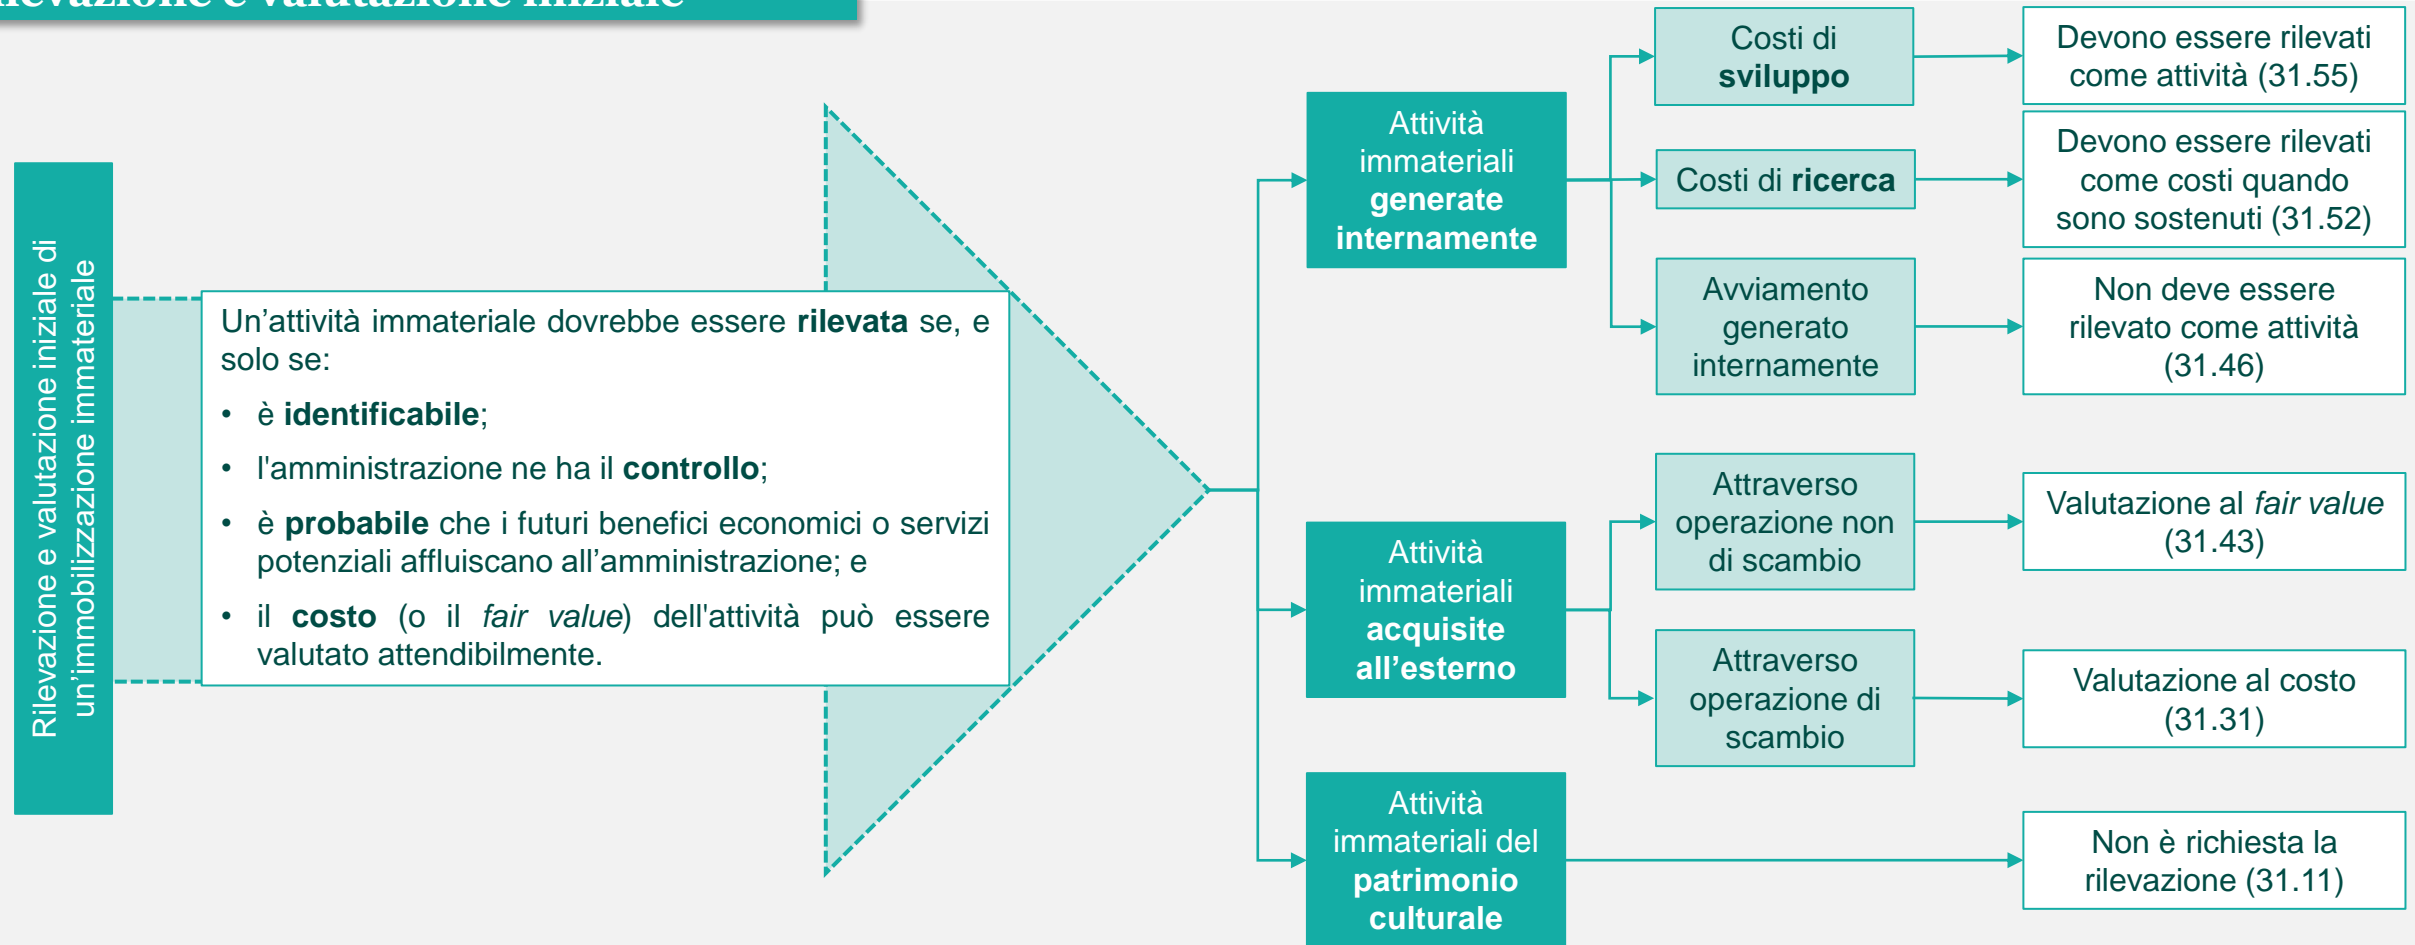 Rilevazione e valutazione iniziale
Rilevazione e valutazione iniziale di
un'immobilizzazione immateriale
Un’attività immateriale dovrebbe essere rilevata se, e
solo se:
• è identificabile;
• l'amministrazione ne ha il controllo;
• è probabile che i futuri benefici economici o servizi
potenziali affluiscano all’amministrazione; e
• il costo (o il fair value) dell'attività può essere
valutato attendibilmente.
Attività
immateriali
generate
internamente
Costi di
sviluppo
Devono essere rilevati
come attività (31.55)
Costi di ricerca
Devono essere rilevati
come costi quando
sono sostenuti (31.52)
Avviamento
generato
internamente
Non deve essere
rilevato come attività
(31.46)
Attività
immateriali
acquisite
all’esterno
Attraverso
operazione non
di scambio
Valutazione al fair value
(31.43)
Attraverso
operazione di
scambio
Valutazione al costo
(31.31)
Attività
immateriali del
patrimonio
culturale
Non è richiesta la
rilevazione (31.11)